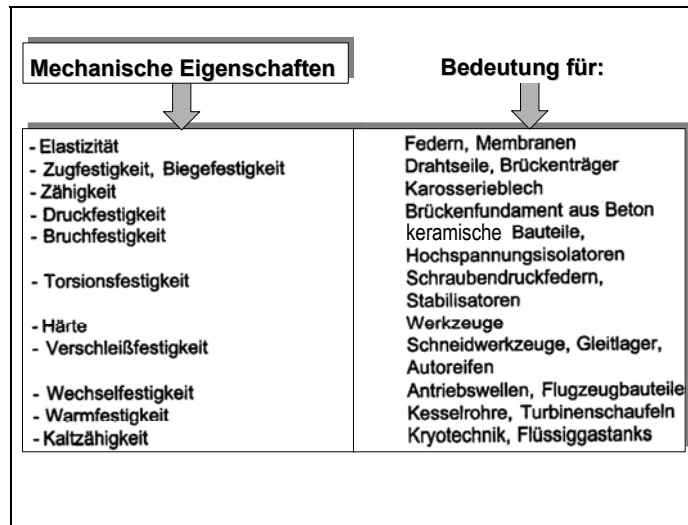 Mechanische Eigenschaften
Bedeutung für:
- Elastizität
Federn, Membranen
- Zugfestigkeit, Biegefestigkeit
Drahtseile, Brückenträger
- Zähigkeit
Karosserieblech
- Druckfestigkeit
Brückenfundament aus Beton
- Bruchfestigkeit
keramische Bauteile,
Hochspannungsisolatoren
- Torsionsfestigkeit
Schraubendruckfedern,
Stabilisatoren
- Härte
Werkzeuge
- Verschleißfestigkeit
Schneidwerkzeuge, Gleitlager,
Autoreifen
- Wechselfestigkeit
Antriebswellen, Flugzeugbauteile
- Warmfestigkeit
Kesselrohre, Turbinenschaufeln
- Kaltzähigkeit
Kryotechnik, Flüssiggastanks